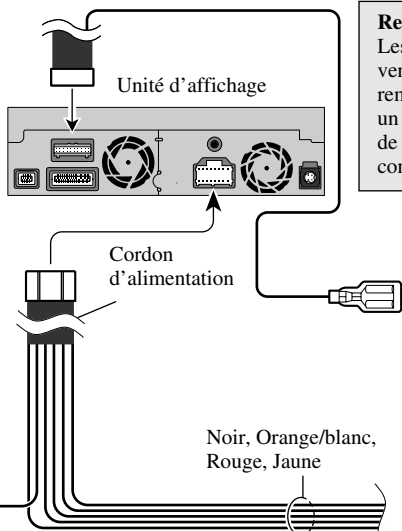 Re
Les
ver
ren
un
de
con
Unité d'affichage
Cordon
d'alimentation
Noir, Orange/blanc,
Rouge, Jaune